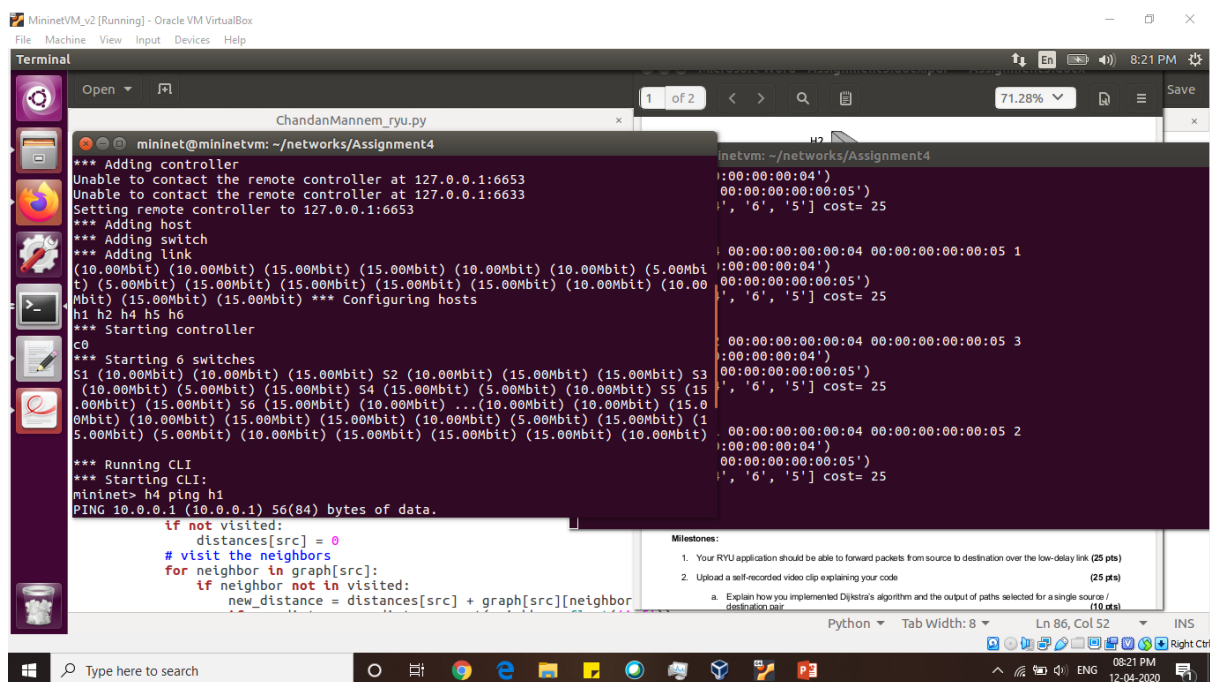 MininetVM_v2 [Running] - Oracle VM VirtualBox
File Machine View Input Devices Help
Terminal
En
8:21 PM
Open
1 of 2
71.28%
Save
ChandanMannem_ryu.py
H2
mininet@mininetvm: ~/networks/Assignment4
*** Adding controller
Unable to contact the remote controller at 127.0.0.1:6653
Unable to contact the remote controller at 127.0.0.1:6633
Setting remote controller to 127.0.0.1:6653
*** Adding host
*** Adding switch
*** Adding link
(10.00Mbit) (10.00Mbit) (15.00Mbit) (15.00Mbit) (10.00Mbit) (10.00Mbit) (5.00Mbi
t) (5.00Mbit) (15.00Mbit) (15.00Mbit) (15.00Mbit) (15.00Mbit) (10.00Mbit) (10.00
Mbit) (15.00Mbit) (15.00Mbit) *** Configuring hosts
h1 h2 h4 h5 h6
*** Starting controller
c0
*** Starting 6 switches
S1 (10.00Mbit) (10.00Mbit) (15.00Mbit) S2 (10.00Mbit) (15.00Mbit) (15.00Mbit) S3
(10.00Mbit) (5.00Mbit) (15.00Mbit) S4 (15.00Mbit) (5.00Mbit) (10.00Mbit) S5 (15
.00Mbit) (15.00Mbit) S6 (15.00Mbit) (10.00Mbit) ...(10.00Mbit) (10.00Mbit) (15.0
0Mbit) (10.00Mbit) (15.00Mbit) (15.00Mbit) (10.00Mbit) (5.00Mbit) (15.00Mbit) (1
5.00Mbit) (5.00Mbit) (10.00Mbit) (15.00Mbit) (15.00Mbit) (15.00Mbit) (10.00Mbit)
*** Running CLI
*** Starting CLI:
mininet> h4 ping h1
PING 10.0.0.1 (10.0.0.1) 56(84) bytes of data.
inetvm: ~/networks/Assignment4
:00:00:00:04')
00:00:00:00:00:05')
', '6', '5'] cost= 25
00:00:00:00:00:04 00:00:00:00:00:05 1
:00:00:00:04')
00:00:00:00:00:05')
', '6', '5'] cost= 25
00:00:00:00:00:04 00:00:00:00:00:05 3
:00:00:00:04')
00:00:00:00:00:05')
', '6', '5'] cost= 25
00:00:00:00:00:04 00:00:00:00:00:05 2
:00:00:00:04')
00:00:00:00:00:05')
', '6', '5'] cost= 25
if not visited:
distances[src] = 0
# visit the neighbors
for neighbor in graph[src]:
if neighbor not in visited:
new_distance = distances[src] + graph[src][neighbor
Milestones:
1. Your RYU application should be able to forward packets from source to destination over the low-delay link (25 pts)
2. Upload a self-recorded video clip explaining your code (25 pts)
a. Explain how you implemented Dijkstra's algorithm and the output of paths selected for a single source /
destination pair (10 pts)
Python Tab Width: 8 Ln 86, Col 52 INS
Right Ctrl
Type here to search
ENG
08:21 PM
12-04-2020